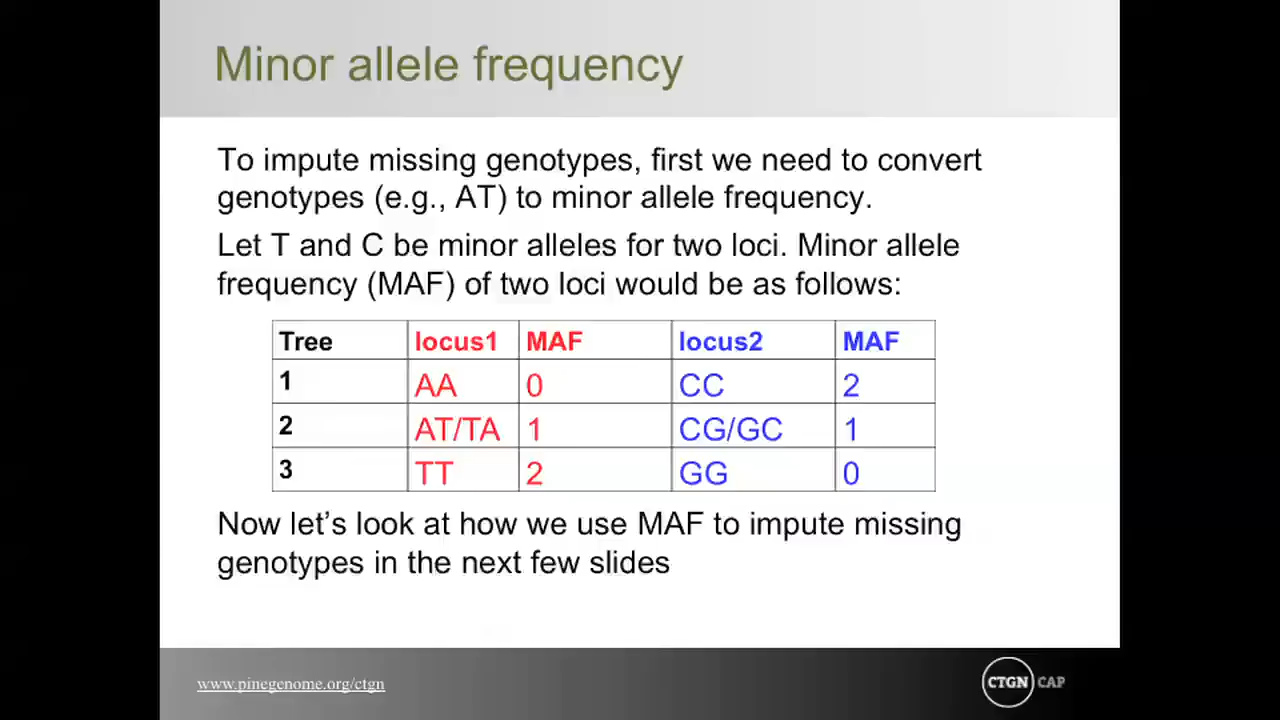 Minor allele frequency
To impute missing genotypes, first we need to convert
genotypes (e.g., AT) to minor allele frequency.
Let T and C be minor alleles for two loci. Minor allele
frequency (MAF) of two loci would be as follows:
Tree locus1 MAF locus2 MAF
1 AA 0 CC 2
2 AT/TA 1 CG/GC 1
3 TT 2 GG 0
Now let’s look at how we use MAF to impute missing
genotypes in the next few slides
www.pinegenome.org/ctgn
CTGN CAP